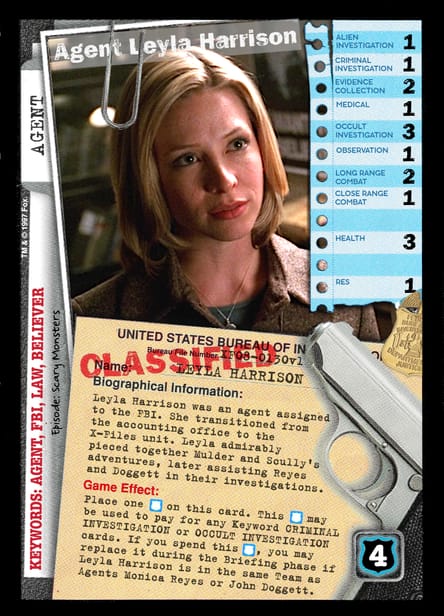 Agent Leyla Harrison
AGENT
TM & © 1997 Fox.
KEYWORDS: AGENT, FBI, LAW, BELIEVER
Episode: Scary Monsters
ALIEN
INVESTIGATION 1
CRIMINAL
INVESTIGATION 1
EVIDENCE
COLLECTION 2
MEDICAL 1
OCCULT
INVESTIGATION 3
OBSERVATION 1
LONG RANGE
COMBAT 2
CLOSE RANGE
COMBAT 1
HEALTH 3
RES 1
UNITED STATES BUREAU OF IN
Bureau File Number XF08-0130v1
CLASSIFIED
Name: LEYLA HARRISON
Biographical Information:
Leyla Harrison was an agent assigned
to the FBI. She transitioned from
the accounting office to the
X-Files unit. Leyla admirably
pieced together Mulder and Scully's
adventures, later assisting Reyes
and Doggett in their investigations.
Game Effect:
Place one on this card. This may
be used to pay for any Keyword CRIMINAL
INVESTIGATION or OCCULT INVESTIGATION
cards. If you spend this , you may
replace it during the Briefing phase if
Leyla Harrison is in the same Team as
Agents Monica Reyes or John Doggett.
4